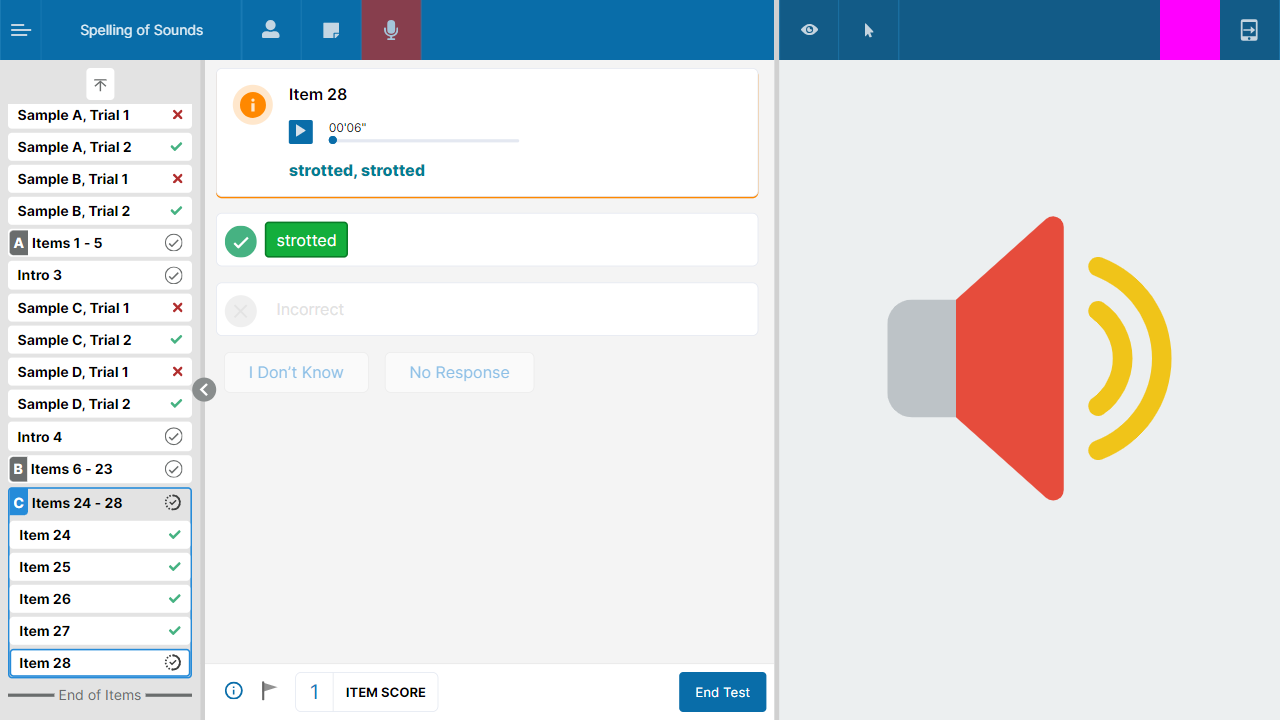 Spelling of Sounds
Sample A, Trial 1
Sample A, Trial 2
Sample B, Trial 1
Sample B, Trial 2
A Items 1 - 5
Intro 3
Sample C, Trial 1
Sample C, Trial 2
Sample D, Trial 1
Sample D, Trial 2
Intro 4
B Items 6 - 23
C Items 24 - 28
Item 24
Item 25
Item 26
Item 27
Item 28
End of Items
Item 28
00'06"
strotted, strotted
strotted
Incorrect
I Don’t Know
No Response
1 ITEM SCORE
End Test